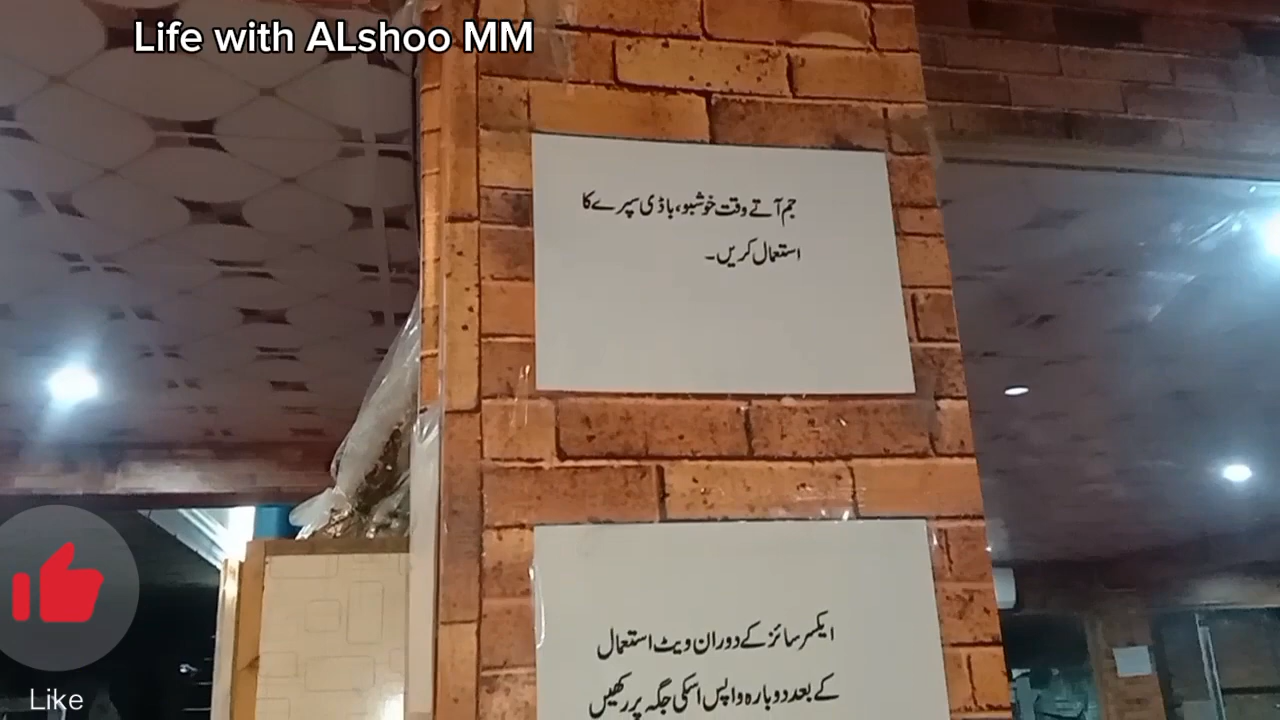 Life with ALshoo MM
جم آتے وقت خوشبو، باڈی سپرے کا
استعمال کریں۔
ایکسرسائز کے دوران ویٹ استعمال
کے بعد دوبارہ واپس اسکی جگہ پر رکھیں
Like